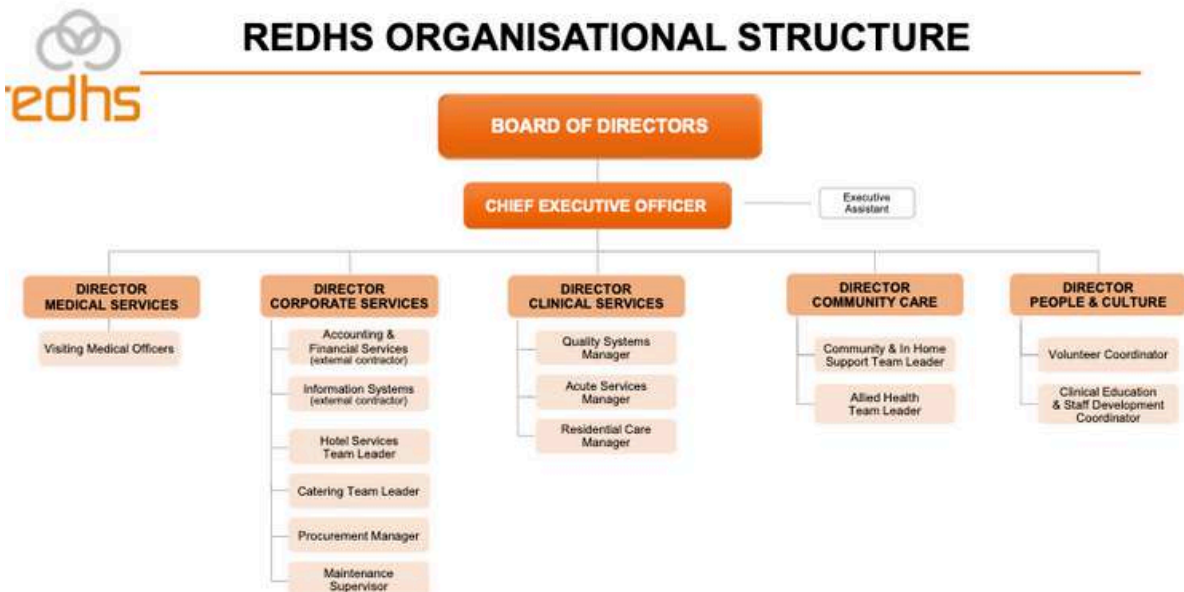 REDHS ORGANISATIONAL STRUCTURE
redhs
BOARD OF DIRECTORS
CHIEF EXECUTIVE OFFICER
Executive
Assistant
DIRECTOR
MEDICAL SERVICES
Visiting Medical Officers
DIRECTOR
CORPORATE SERVICES
Accounting &
Financial Services
(external contractor)
Information Systems
(external contractor)
Hotel Services
Team Leader
Catering Team Leader
Procurement Manager
Maintenance
Supervisor
DIRECTOR
CLINICAL SERVICES
Quality Systems
Manager
Acute Services
Manager
Residential Care
Manager
DIRECTOR
COMMUNITY CARE
Community & In Home
Support Team Leader
Allied Health
Team Leader
DIRECTOR
PEOPLE & CULTURE
Volunteer Coordinator
Clinical Education
& Staff Development
Coordinator